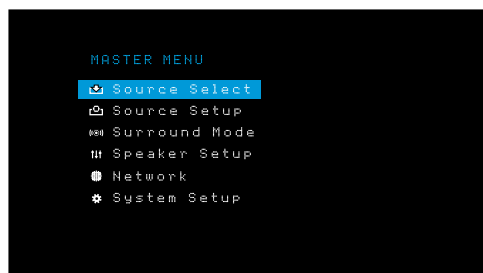 MASTER MENU
Source Select
Source Setup
Surround Mode
Speaker Setup
Network
System Setup